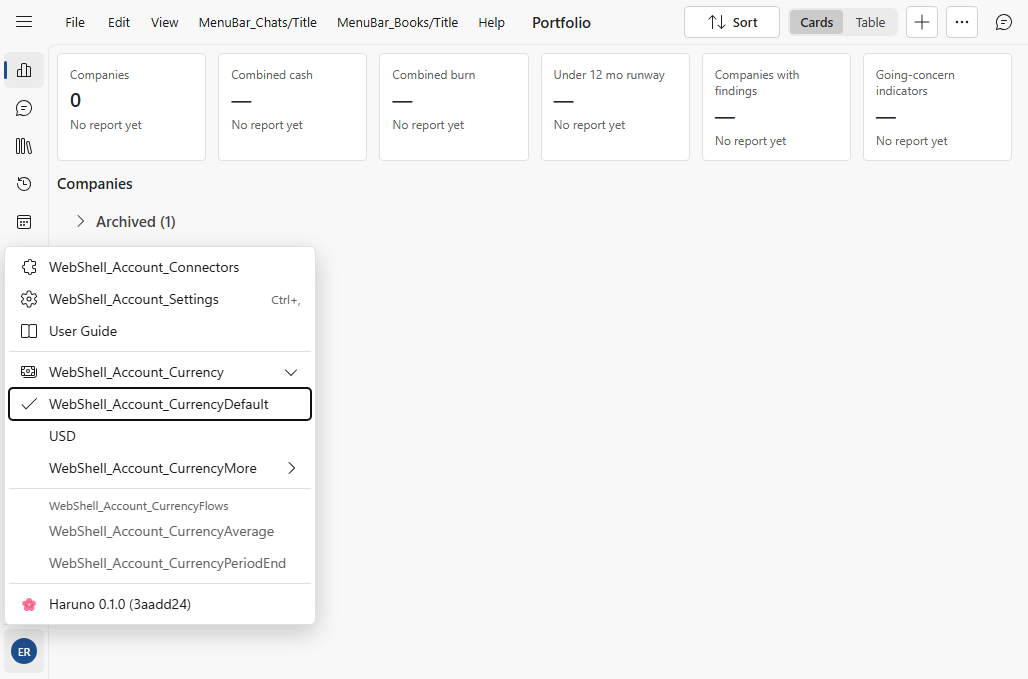 File Edit View MenuBar_Chats/Title MenuBar_Books/Title Help Portfolio Sort Cards Table
Companies
0
No report yet
Combined cash
—
No report yet
Combined burn
—
No report yet
Under 12 mo runway
—
No report yet
Companies with
findings
—
No report yet
Going-concern
indicators
—
No report yet
Companies
Archived (1)
WebShell_Account_Connectors
WebShell_Account_Settings Ctrl+,
User Guide
WebShell_Account_Currency
WebShell_Account_CurrencyDefault
USD
WebShell_Account_CurrencyMore
WebShell_Account_CurrencyFlows
WebShell_Account_CurrencyAverage
WebShell_Account_CurrencyPeriodEnd
Haruno 0.1.0 (3aadd24)
ER